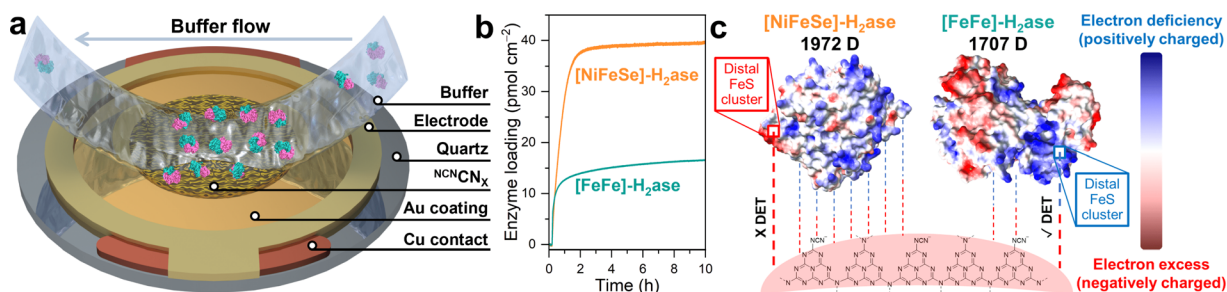 a
Buffer flow
Buffer
Electrode
Quartz
NCNCNX
Au coating
Cu contact
b
Enzyme loading (pmol cm−2)
40
30
20
10
0
[NiFeSe]-H2ase
[FeFe]-H2ase
0 2 4 6 8 10
Time (h)
c
[NiFeSe]-H2ase
1972 D
[FeFe]-H2ase
1707 D
Electron deficiency
(positively charged)
Distal
FeS
cluster
Distal
FeS
cluster
X DET
√ DET
Electron excess
(negatively charged)